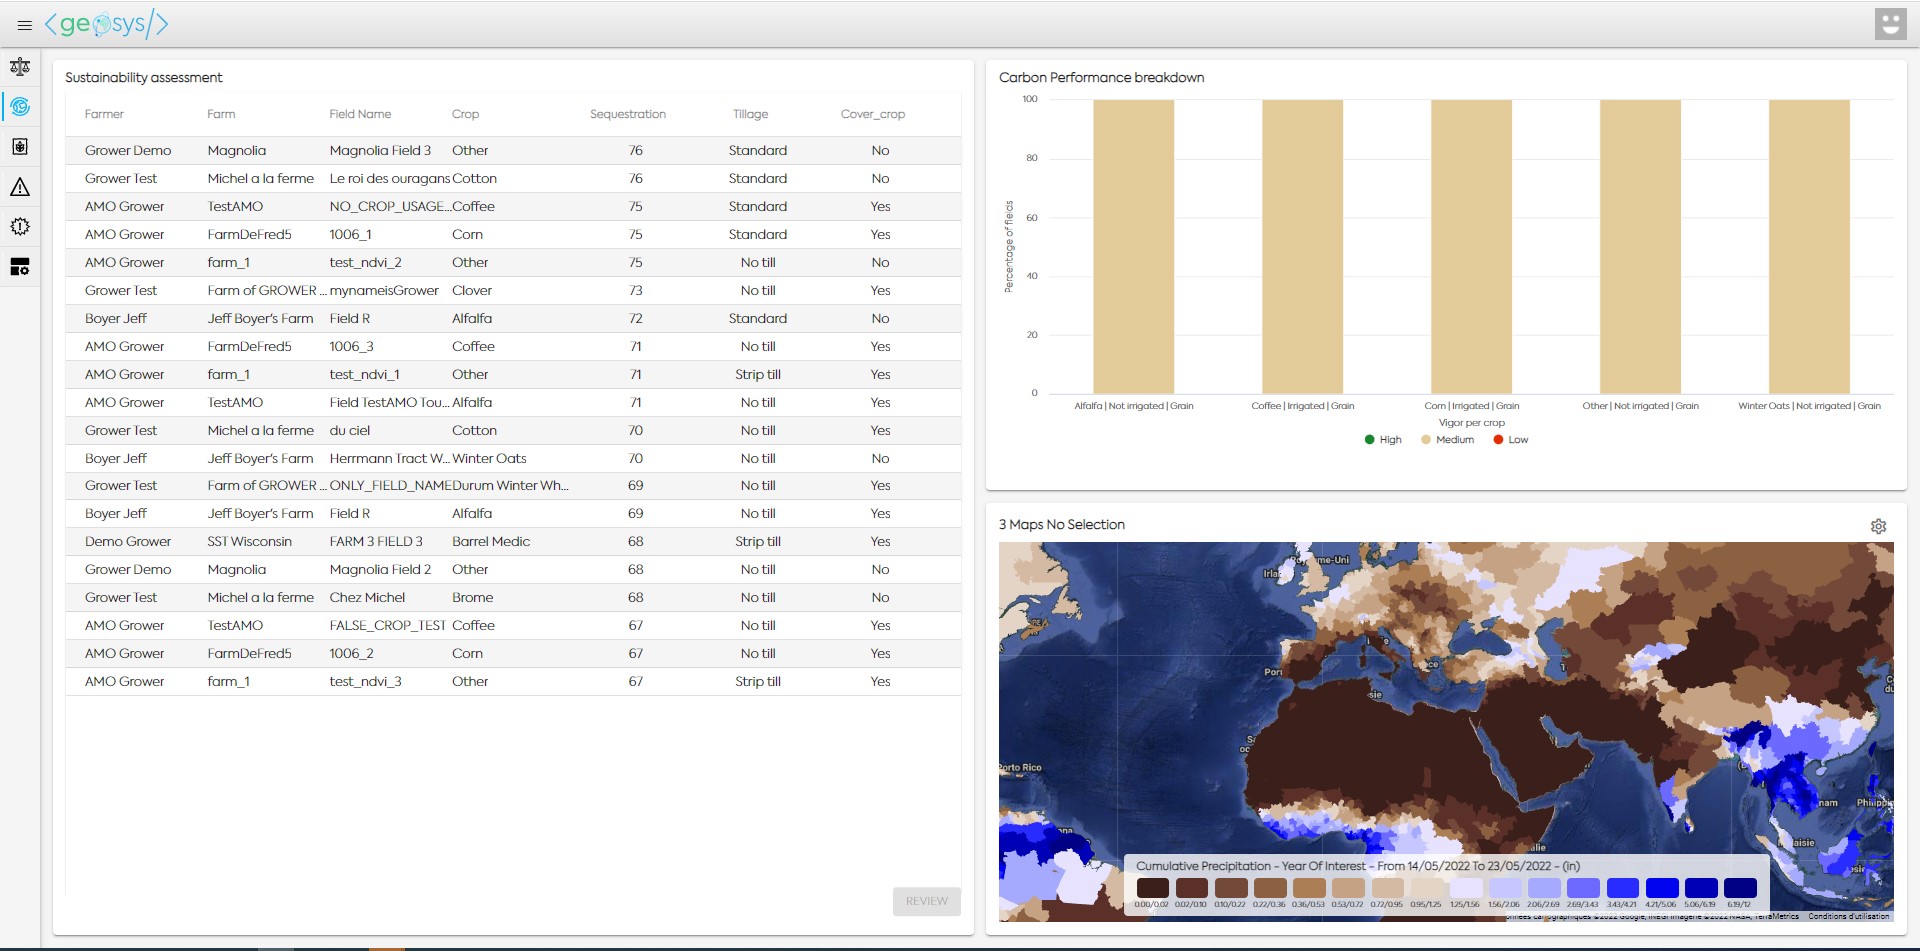 <geosys/>
Sustainability assessment
Farmer Farm Field Name Crop Sequestration Tillage Cover_crop
Grower Demo Magnolia Magnolia Field 3 Other 76 Standard No
Grower Test Michel a la ferme Le roi des ouragans Cotton 76 Standard No
AMO Grower TestAMO NO_CROP_USAGE... Coffee 75 Standard Yes
AMO Grower FarmDeFred5 1006_1 Corn 75 Standard Yes
AMO Grower farm_1 test_ndvi_2 Other 75 No till No
Grower Test Farm of GROWER ... mynameisGrower Clover 73 No till Yes
Boyer Jeff Jeff Boyer's Farm Field R Alfalfa 72 Standard No
AMO Grower FarmDeFred5 1006_3 Coffee 71 No till Yes
AMO Grower farm_1 test_ndvi_1 Other 71 Strip till Yes
AMO Grower TestAMO Field TestAMO Tou... Alfalfa 71 No till Yes
Grower Test Michel a la ferme du ciel Cotton 70 No till Yes
Boyer Jeff Jeff Boyer's Farm Herrmann Tract W... Winter Oats 70 No till No
Grower Test Farm of GROWER ... ONLY_FIELD_NAME Durum Winter Wh... 69 No till Yes
Boyer Jeff Jeff Boyer's Farm Field R Alfalfa 69 No till Yes
Demo Grower SST Wisconsin FARM 3 FIELD 3 Barrel Medic 68 Strip till Yes
Grower Demo Magnolia Magnolia Field 2 Other 68 No till No
Grower Test Michel a la ferme Chez Michel Brome 68 No till No
AMO Grower TestAMO FALSE_CROP_TEST Coffee 67 No till Yes
AMO Grower FarmDeFred5 1006_2 Corn 67 No till Yes
AMO Grower farm_1 test_ndvi_3 Other 67 Strip till Yes
REVIEW
Carbon Performance breakdown
Percentage of fields
100
80
60
40
20
0
Alfalfa | Not irrigated | Grain Coffee | Irrigated | Grain Corn | Irrigated | Grain Other | Not irrigated | Grain Winter Oats | Not irrigated | Grain
Vigor per crop
High Medium Low
3 Maps No Selection
me-Uni
Irla
PE
Port
ece
sie
Sa
oc
Porto Rico
nam
Philippi
alaisie
alie
Cumulative Precipitation - Year Of Interest - From 14/05/2022 To 23/05/2022 - (in)
0.00/0.02 0.02/0.10 0.10/0.22 0.22/0.36 0.36/0.53 0.53/0.72 0.72/0.95 0.95/1.25 1.25/1.56 1.56/2.06 2.06/2.69 2.69/3.43 3.43/4.21 4.21/5.06 5.06/6.19 6.19/12
onnées cartographiques ©2022 Google, INEGI Imagerie ©2022 NASA, TerraMetrics Conditions d'utilisation